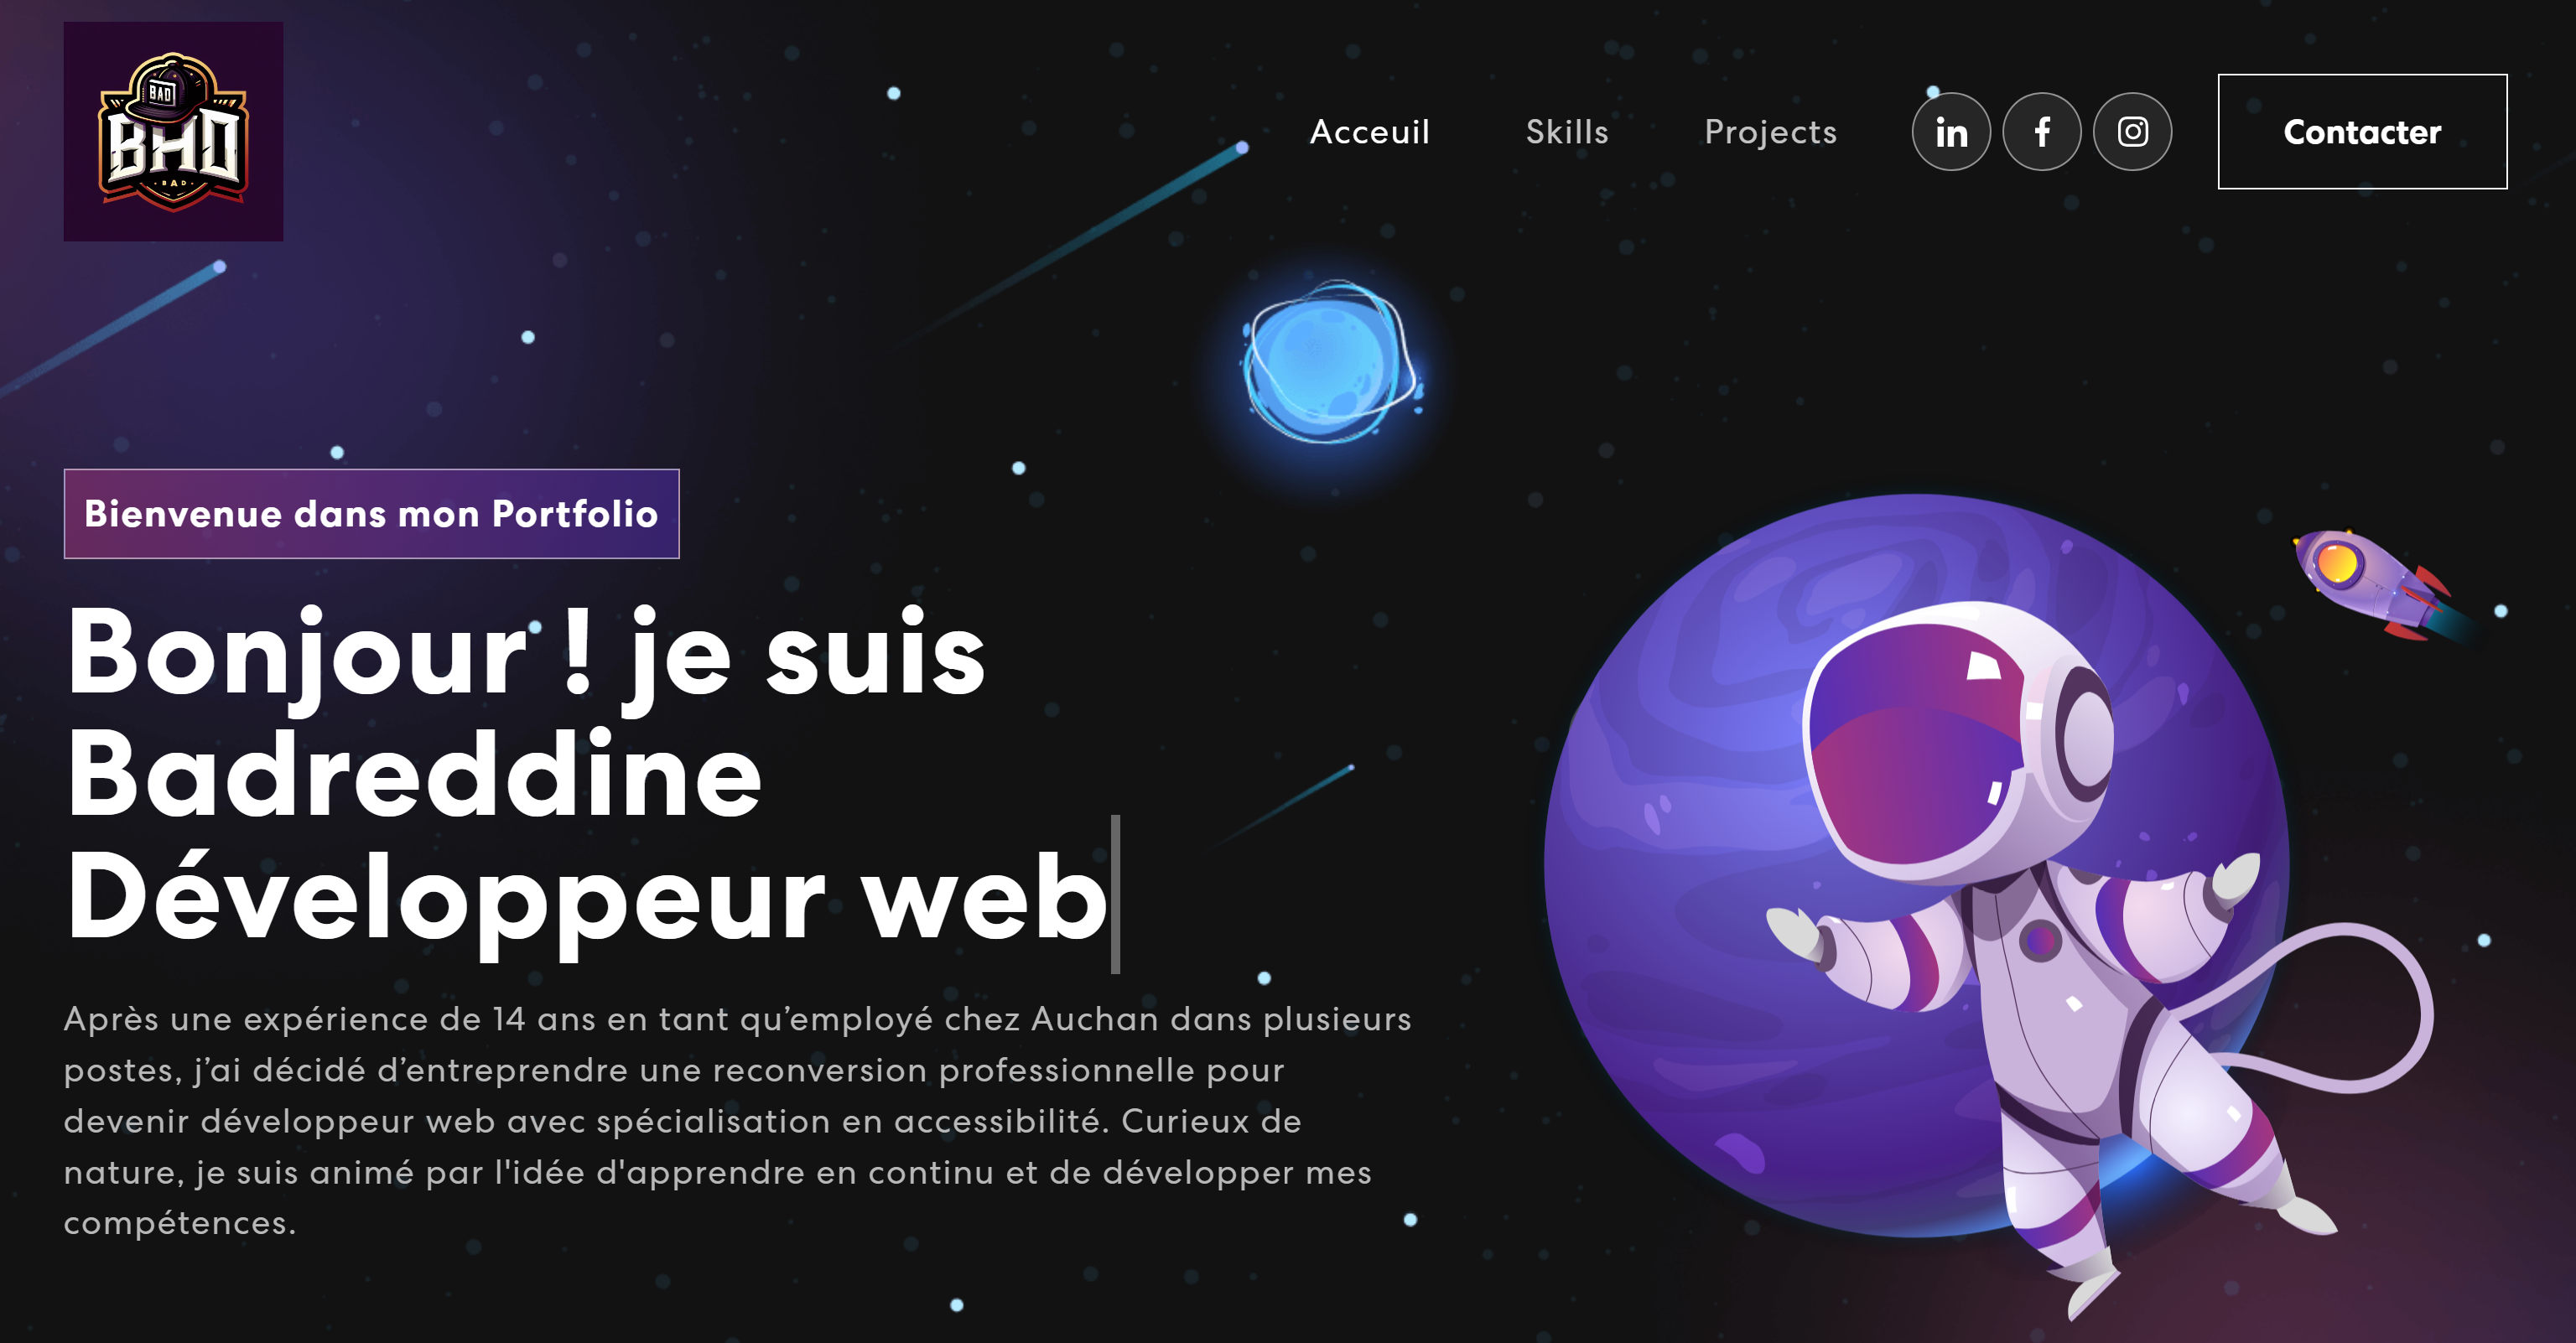 BAD
BHD
BAD
Acceuil
Skills
Projects
in
f
Contacter
Bienvenue dans mon Portfolio
Bonjour ! je suis
Badreddine
Développeur web
Après une expérience de 14 ans en tant qu’employé chez Auchan dans plusieurs
postes, j’ai décidé d’entreprendre une reconversion professionnelle pour
devenir développeur web avec spécialisation en accessibilité. Curieux de
nature, je suis animé par l'idée d'apprendre en continu et de développer mes
compétences.